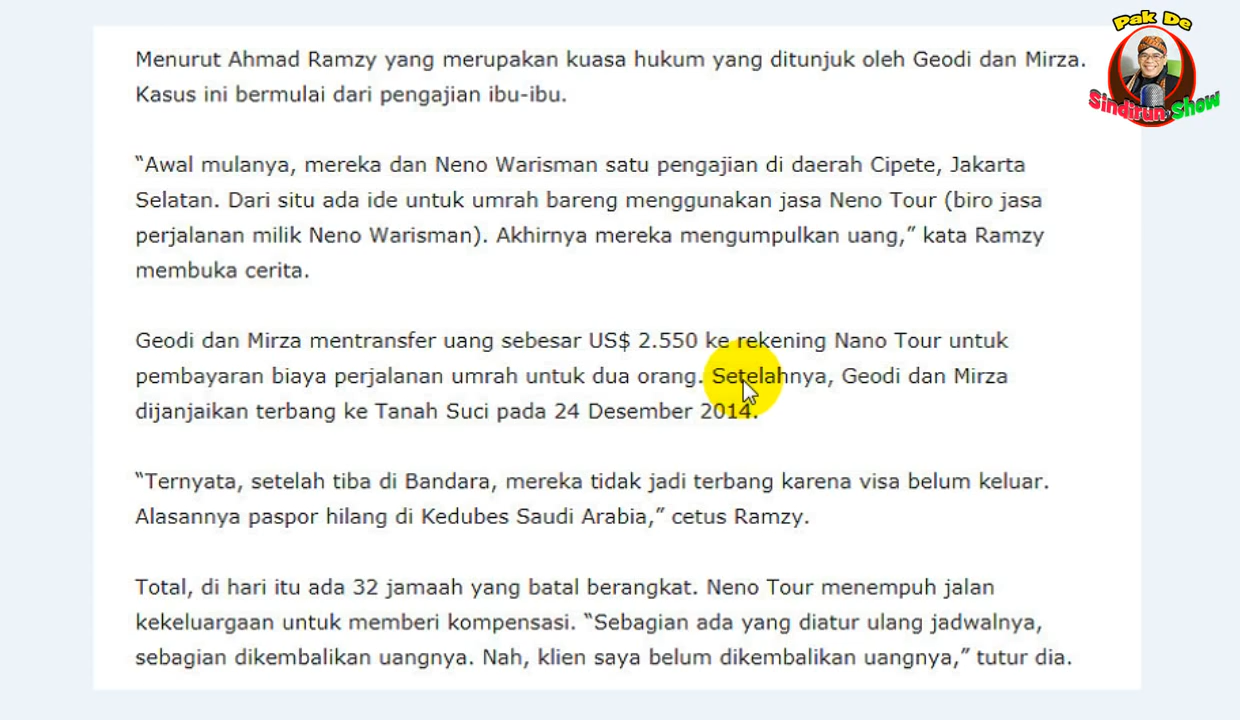 Pak De
Sindirun Show
Menurut Ahmad Ramzy yang merupakan kuasa hukum yang ditunjuk oleh Geodi dan Mirza.
Kasus ini bermulai dari pengajian ibu-ibu.
“Awal mulanya, mereka dan Neno Warisman satu pengajian di daerah Cipete, Jakarta
Selatan. Dari situ ada ide untuk umrah bareng menggunakan jasa Neno Tour (biro jasa
perjalanan milik Neno Warisman). Akhirnya mereka mengumpulkan uang,” kata Ramzy
membuka cerita.
Geodi dan Mirza mentransfer uang sebesar US$ 2.550 ke rekening Nano Tour untuk
pembayaran biaya perjalanan umrah untuk dua orang. Setelahnya, Geodi dan Mirza
dijanjaikan terbang ke Tanah Suci pada 24 Desember 2014.
“Ternyata, setelah tiba di Bandara, mereka tidak jadi terbang karena visa belum keluar.
Alasannya paspor hilang di Kedubes Saudi Arabia,” cetus Ramzy.
Total, di hari itu ada 32 jamaah yang batal berangkat. Neno Tour menempuh jalan
kekeluargaan untuk memberi kompensasi. “Sebagian ada yang diatur ulang jadwalnya,
sebagian dikembalikan uangnya. Nah, klien saya belum dikembalikan uangnya,” tutur dia.